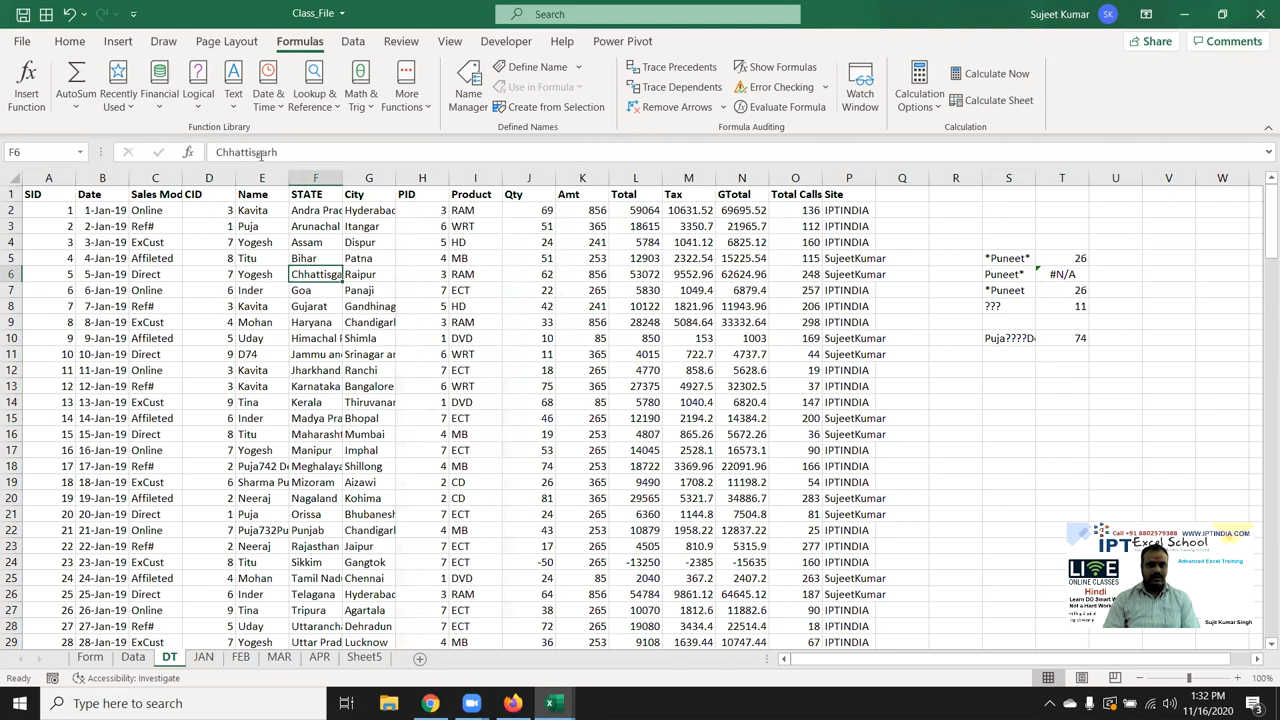 Class_File
Search
Sujeet Kumar
SK
File Home Insert Draw Page Layout Formulas Data Review View Developer Help Power Pivot
Share Comments
Insert Function
AutoSum
Recently Used
Financial
Logical
Text
Date & Time
Lookup & Reference
Math & Trig
More Functions
Function Library
Name Manager
Define Name
Use in Formula
Create from Selection
Defined Names
Trace Precedents
Trace Dependents
Remove Arrows
Show Formulas
Error Checking
Evaluate Formula
Formula Auditing
Watch Window
Calculation Options
Calculate Now
Calculate Sheet
Calculation
F6 fx Chhattisgarh
A B C D E F G H I J K L M N O P Q R S T U V W
1 SID Date Sales Mod CID Name STATE City PID Product Qty Amt Total Tax GTotal Total Calls Site
2 1 1-Jan-19 Online 3 Kavita Andra Prad Hyderabad 3 RAM 69 856 59064 10631.52 69695.52 136 IPTINDIA
3 2 2-Jan-19 Ref# 1 Puja Arunachal Itangar 6 WRT 51 365 18615 3350.7 21965.7 112 IPTINDIA
4 3 3-Jan-19 ExCust 7 Yogesh Assam Dispur 5 HD 24 241 5784 1041.12 6825.12 160 IPTINDIA
5 4 4-Jan-19 Affileted 8 Titu Bihar Patna 4 MB 51 253 12903 2322.54 15225.54 115 SujeetKumar *Puneet* 26
6 5 5-Jan-19 Direct 7 Yogesh Chhattisga Raipur 3 RAM 62 856 53072 9552.96 62624.96 248 SujeetKumar Puneet* #N/A
7 6 6-Jan-19 Online 6 Inder Goa Panaji 7 ECT 22 265 5830 1049.4 6879.4 257 IPTINDIA *Puneet 26
8 7 7-Jan-19 Ref# 3 Kavita Gujarat Gandhinag 5 HD 42 241 10122 1821.96 11943.96 206 IPTINDIA ??? 11
9 8 8-Jan-19 ExCust 4 Mohan Haryana Chandigarh 3 RAM 33 856 28248 5084.64 33332.64 298 IPTINDIA
10 9 9-Jan-19 Affileted 5 Uday Himachal P Shimla 1 DVD 10 85 850 153 1003 169 SujeetKumar Puja????De 74
11 10 10-Jan-19 Direct 9 D74 Jammu and Srinagar an 6 WRT 11 365 4015 722.7 4737.7 44 SujeetKumar
12 11 11-Jan-19 Online 3 Kavita Jharkhand Ranchi 7 ECT 18 265 4770 858.6 5628.6 19 IPTINDIA
13 12 12-Jan-19 Ref# 3 Kavita Karnataka Bangalore 6 WRT 75 365 27375 4927.5 32302.5 37 IPTINDIA
14 13 13-Jan-19 ExCust 9 Tina Kerala Thiruvanan 1 DVD 68 85 5780 1040.4 6820.4 147 IPTINDIA
15 14 14-Jan-19 Affileted 6 Inder Madya Pra Bhopal 7 ECT 46 265 12190 2194.2 14384.2 200 SujeetKumar
16 15 15-Jan-19 Direct 8 Titu Maharasht Mumbai 4 MB 19 253 4807 865.26 5672.26 36 SujeetKumar
17 16 16-Jan-19 Online 7 Yogesh Manipur Imphal 7 ECT 53 265 14045 2528.1 16573.1 90 IPTINDIA
18 17 17-Jan-19 Ref# 2 Puja742 De Meghalaya Shillong 4 MB 74 253 18722 3369.96 22091.96 166 IPTINDIA
19 18 18-Jan-19 ExCust 6 Sharma Pu Mizoram Aizawi 2 CD 26 365 9490 1708.2 11198.2 54 IPTINDIA
20 19 19-Jan-19 Affileted 2 Neeraj Nagaland Kohima 2 CD 81 365 29565 5321.7 34886.7 283 SujeetKumar
21 20 20-Jan-19 Direct 1 Puja Orissa Bhubanesh 7 ECT 24 265 6360 1144.8 7504.8 81 SujeetKumar
22 21 21-Jan-19 Online 7 Puja732Pu Punjab Chandigarh 4 MB 43 253 10879 1958.22 12837.22 25 IPTINDIA
23 22 22-Jan-19 Ref# 2 Neeraj Rajasthan Jaipur 7 ECT 17 265 4505 810.9 5315.9 277 IPTINDIA
24 23 23-Jan-19 ExCust 8 Titu Sikkim Gangtok 7 ECT -50 265 -13250 -2385 -15635 160 IPTINDIA
25 24 24-Jan-19 Affileted 4 Mohan Tamil Nadu Chennai 1 DVD 24 85 2040 367.2 2407.2 263 SujeetKumar
26 25 25-Jan-19 Direct 6 Inder Telagana Hyderabad 3 RAM 64 856 54784 9861.12 64645.12 187 SujeetKumar
27 26 26-Jan-19 Online 9 Tina Tripura Agartala 7 ECT 38 265 10070 1812.6 11882.6 90 IPTINDIA
28 27 27-Jan-19 Ref# 5 Uday Uttaranch Dehradun 7 ECT 72 265 19080 3434.4 22514.4 18 IPTINDIA
29 28 28-Jan-19 ExCust 7 Yogesh Uttar Prad Lucknow 4 MB 36 253 9108 1639.44 10747.44 67 IPTINDIA
Call +91 8802579388 WWW.IPTINDIA.COM
IPT Excel School
Advanced Excel Training
LIVE
ONLINE CLASSES
Hindi
Learn DO Smart W
Not a Hard Work
Sujit Kumar Singh
Form Data DT JAN FEB MAR APR Sheet5
Ready Accessibility: Investigate 100%
Type here to search
1:32 PM
11/16/2020
3